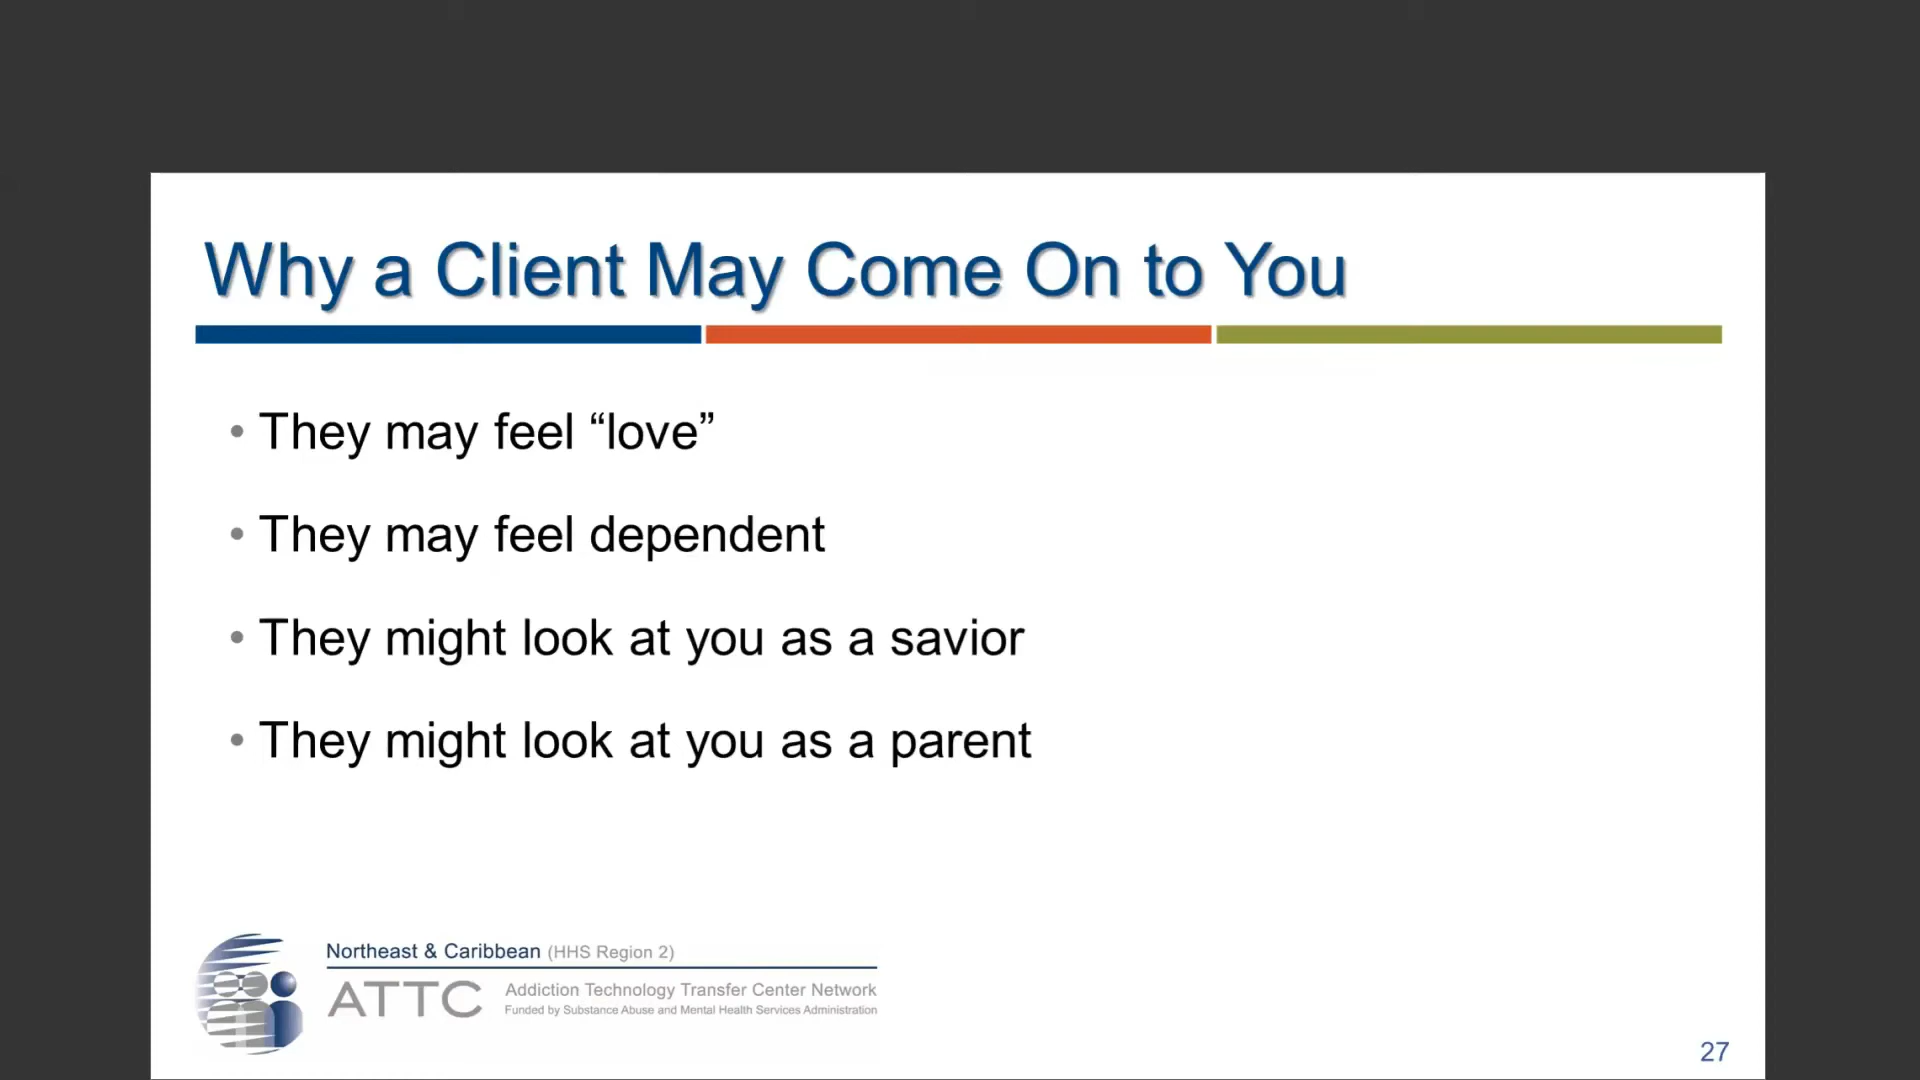 Why a Client May Come On to You
• They may feel “love”
• They may feel dependent
• They might look at you as a savior
• They might look at you as a parent
Northeast & Caribbean (HHS Region 2)
ATTC
Addiction Technology Transfer Center Network
Funded by Substance Abuse and Mental Health Services Administration
27